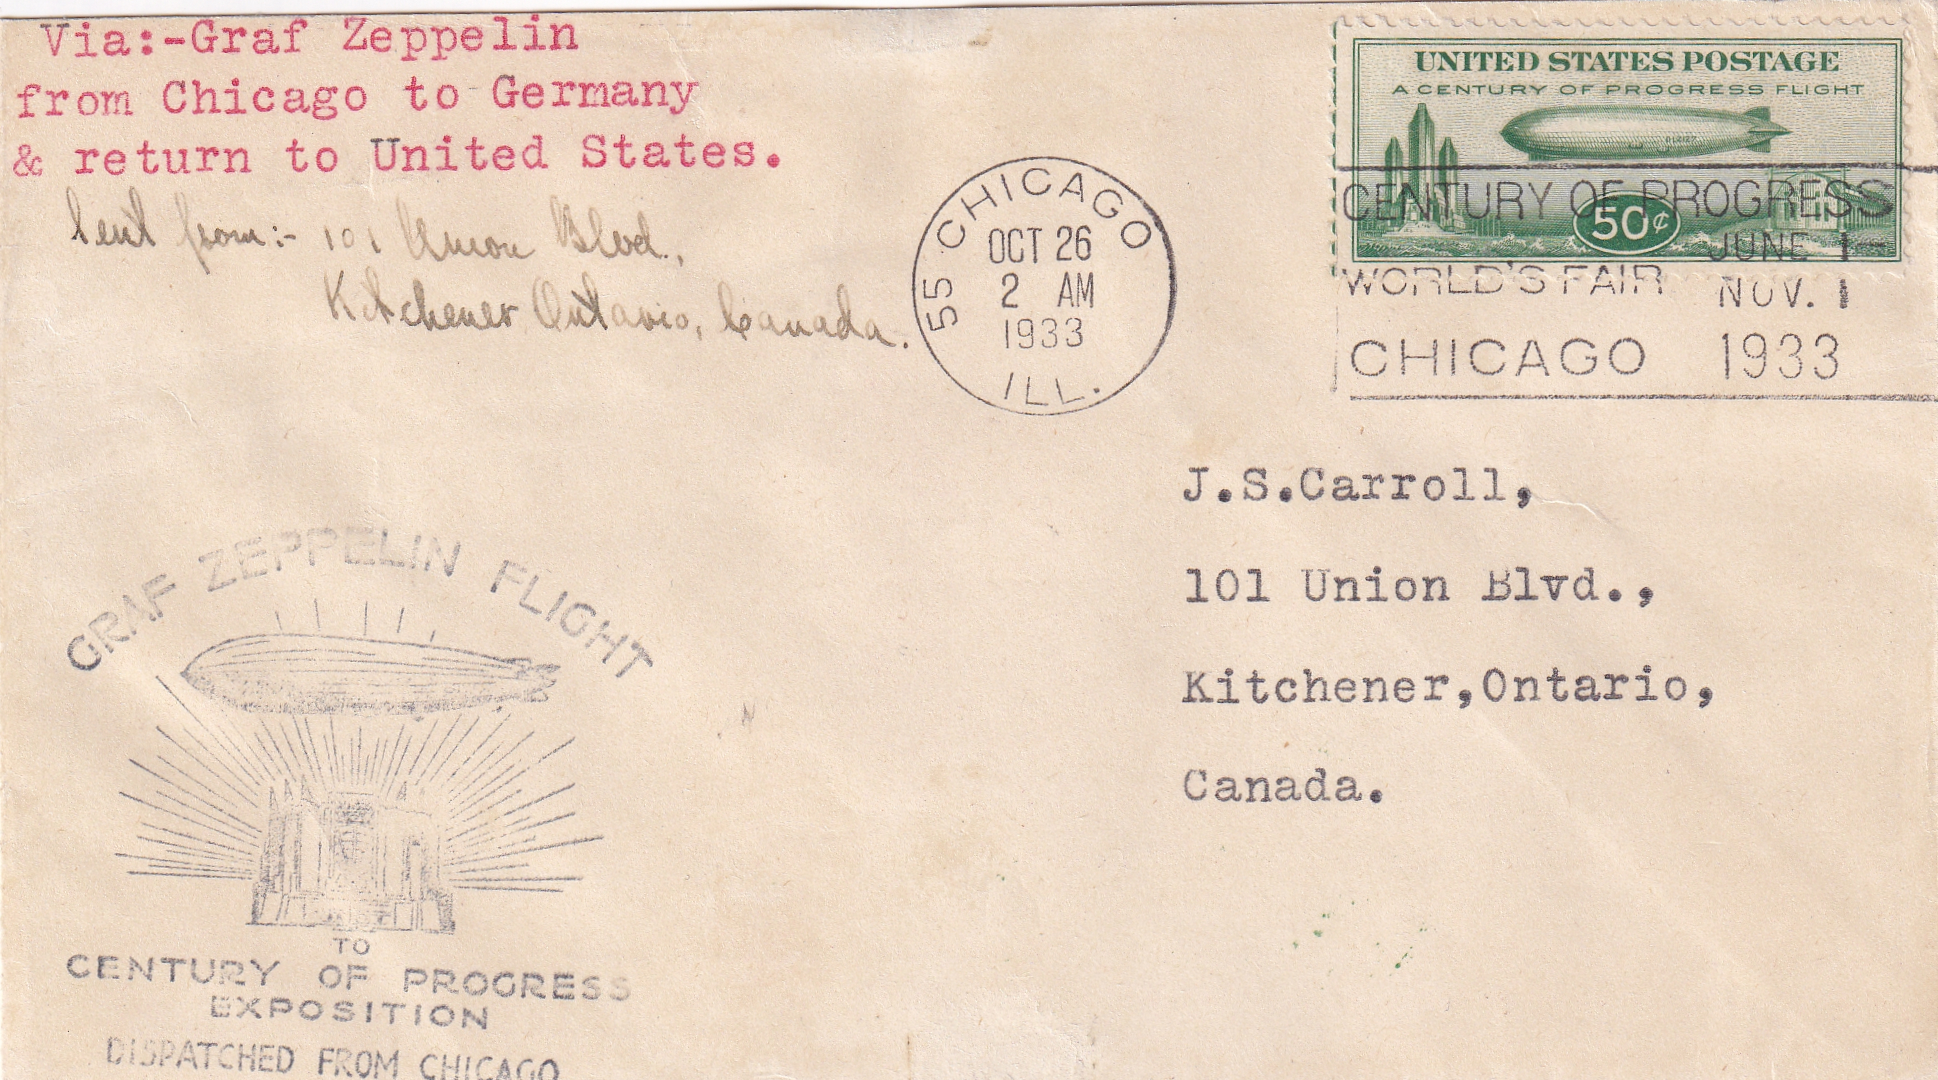 Via:-Graf Zeppelin
from Chicago to Germany
& return to United States.
Sent from:- 101 Union Blvd.,
Kitchener Ontario, Canada.
UNITED STATES POSTAGE
A CENTURY OF PROGRESS FLIGHT
50¢
55 CHICAGO
OCT 26
2 AM
1933
ILL.
CENTURY OF PROGRESS
JUNE 1-
WORLD'S FAIR NOV. 1
CHICAGO 1933
J.S.Carroll,
101 Union Blvd.,
Kitchener,Ontario,
Canada.
GRAF ZEPPELIN FLIGHT
TO
CENTURY OF PROGRESS
EXPOSITION
DISPATCHED FROM CHICAGO